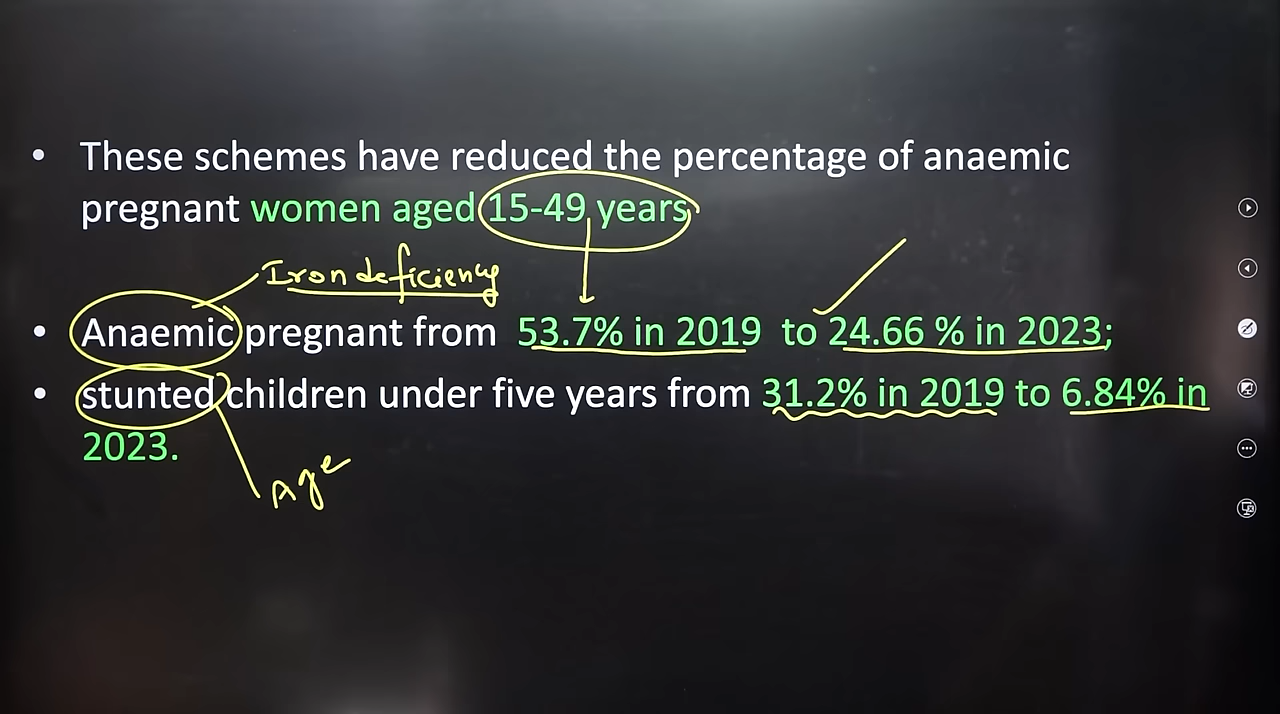 • These schemes have reduced the percentage of anaemic
pregnant women aged 15-49 years
Iron deficiency
• Anaemic pregnant from 53.7% in 2019 to 24.66 % in 2023;
• stunted children under five years from 31.2% in 2019 to 6.84% in
2023.
Age